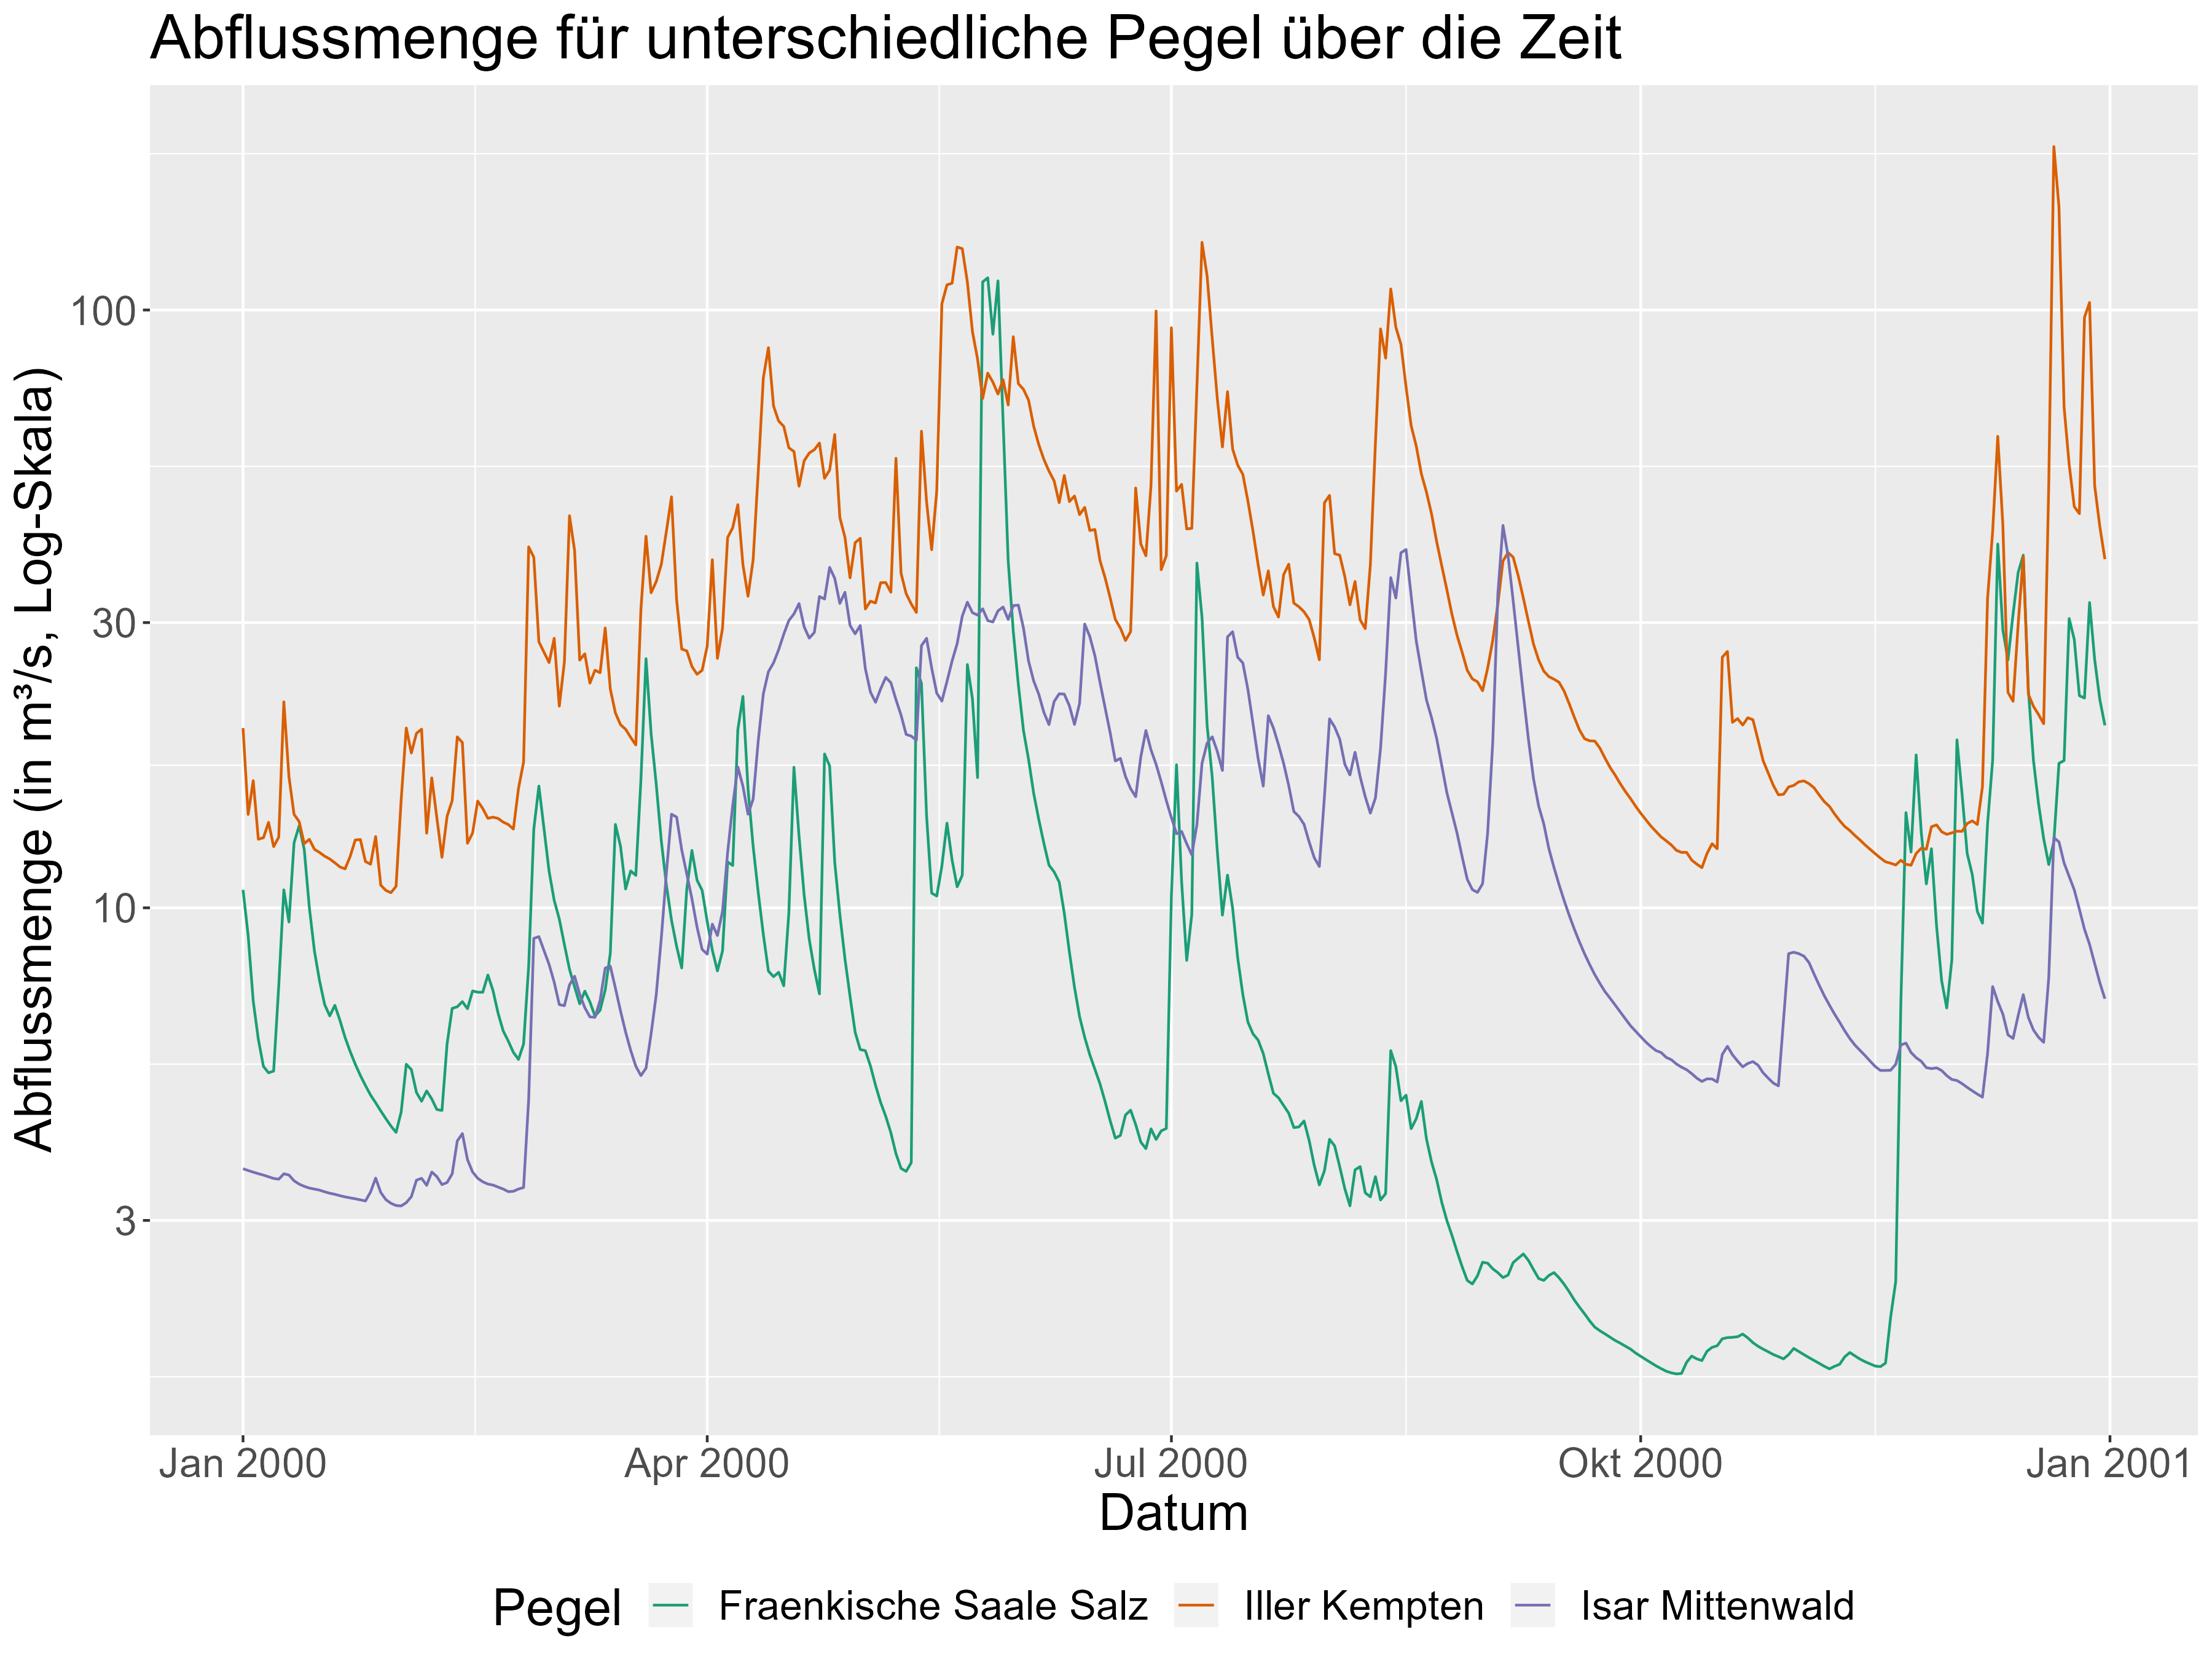 Abflussmenge für unterschiedliche Pegel über die Zeit
Abflussmenge (in m³/s, Log-Skala)
100
30
10
3
Jan 2000 Apr 2000 Jul 2000 Okt 2000 Jan 2001
Datum
Pegel Fraenkische Saale Salz Iller Kempten Isar Mittenwald